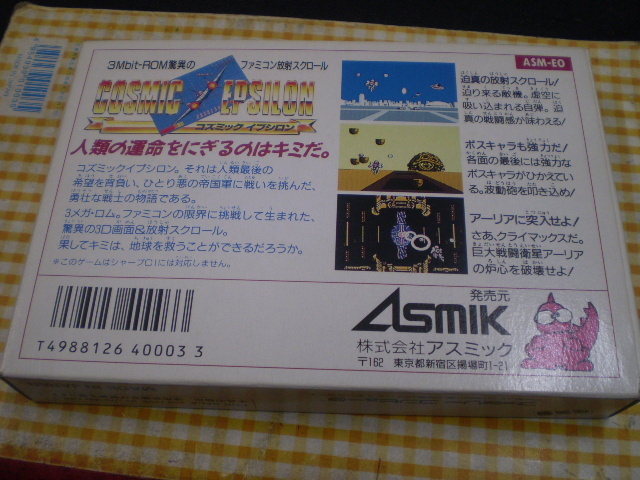 3Mbit-ROM驚異の ファミコン放射スクロール
COSMIC EPSILON
コズミック イプシロン
人類の運命をにぎるのはキミだ。
コズミックイプシロン。それは人類最後の
希望を背負い、ひとり悪の帝国軍に戦いを挑んだ、
勇壮な戦士の物語である。
3メガ・ロム。ファミコンの限界に挑戦して生まれた、
驚異の3D画面&放射スクロール。
果してキミは、地球を救うことができるだろうか。
※このゲームはシャープC1には対応しません。
ASM-EO
迫真の放射スクロール!
迫り来る敵機。虚空に
吸い込まれる自弾。迫
真の戦闘感が味わえる!
ボスキャラも強力だ!
各面の最後には強力な
ボスキャラがひかえてい
る。波動砲を叩き込め!
アーリアに突入せよ!
さあ、クライマックスだ。
巨大戦闘衛星アーリア
の炉心を破壊せよ!
T4988126 40003 3
発売元
ASMIK
株式会社アスミック
〒162 東京都新宿区揚場町1-21